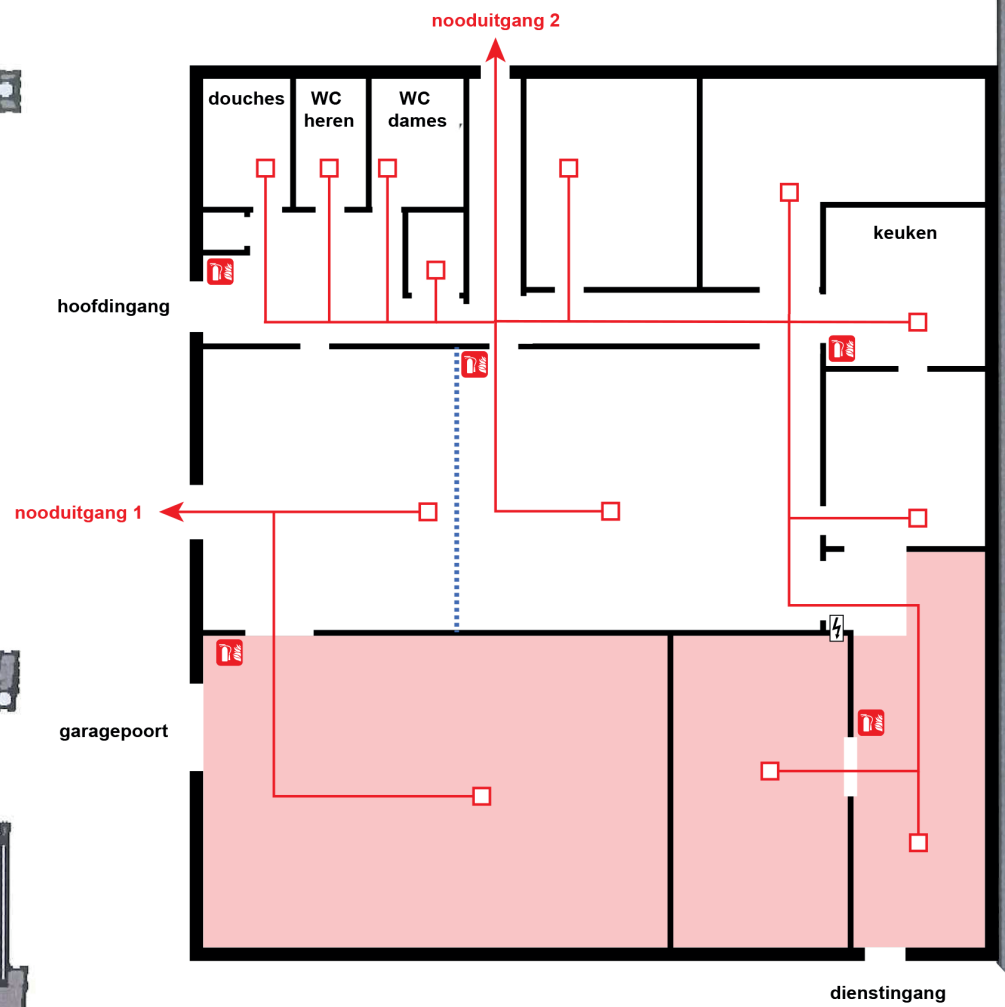 nooduitgang 2
douches
WC
heren
WC
dames
keuken
hoofdingang
nooduitgang 1
garagepoort
dienstingang